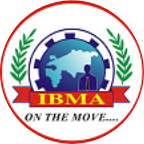 IBMA
ON THE MOVE....